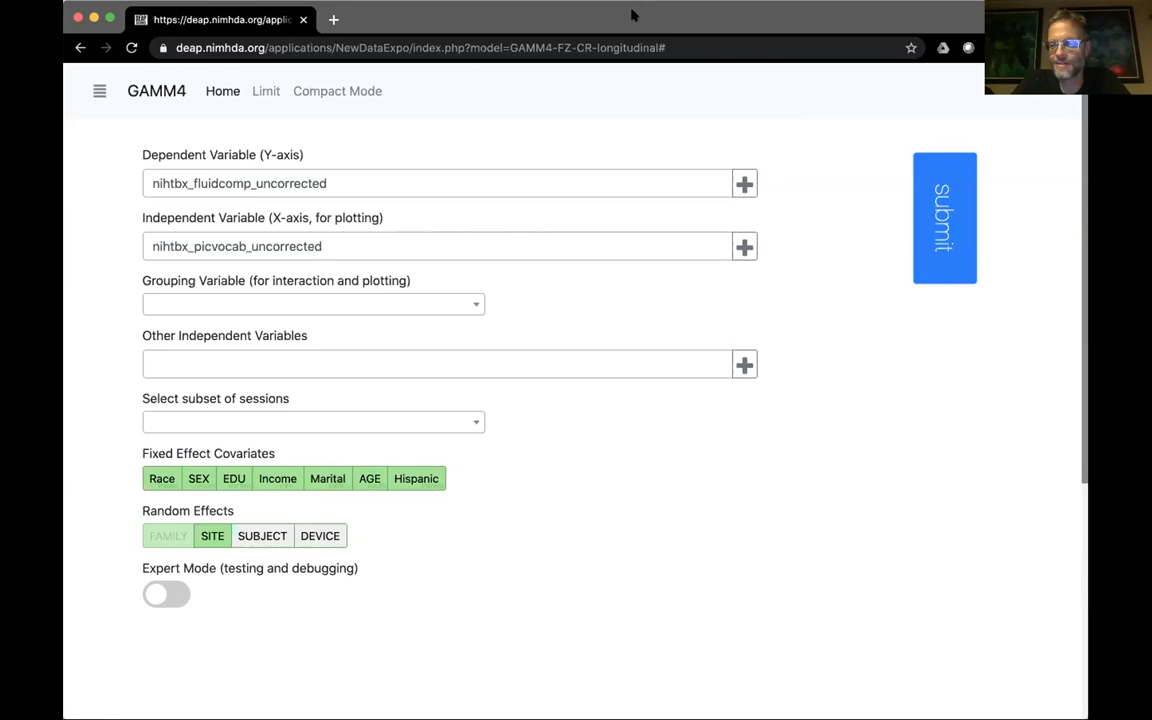 https://deap.nimhda.org/applic
deap.nimhda.org/applications/NewDataExpo/index.php?model=GAMM4-FZ-CR-longitudinal#
GAMM4 Home Limit Compact Mode
Dependent Variable (Y-axis)
nihtbx_fluidcomp_uncorrected
submit
Independent Variable (X-axis, for plotting)
nihtbx_picvocab_uncorrected
Grouping Variable (for interaction and plotting)
Other Independent Variables
Select subset of sessions
Fixed Effect Covariates
Race SEX EDU Income Marital AGE Hispanic
Random Effects
FAMILY SITE SUBJECT DEVICE
Expert Mode (testing and debugging)